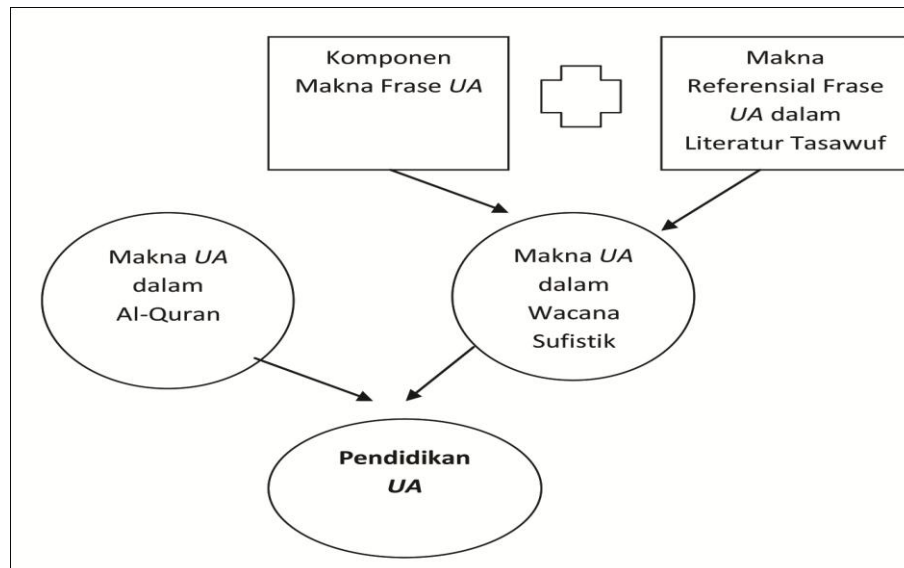 Komponen
Makna Frase UA
Makna
Referensial Frase
UA dalam
Literatur Tasawuf
Makna UA
dalam
Al-Quran
Makna UA
dalam
Wacana
Sufistik
Pendidikan
UA